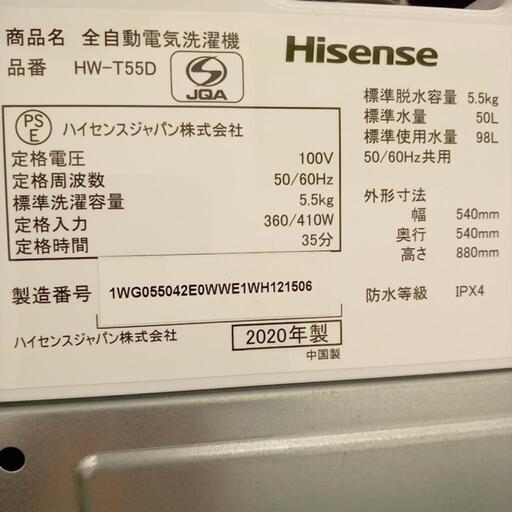 商品名 全自動電気洗濯機
品番 HW-T55D
S
JQA
Hisense
PS
E
ハイセンスジャパン株式会社
定格電圧 100V
定格周波数 50/60Hz
標準洗濯容量 5.5kg
定格入力 360/410W
定格時間 35分
標準脱水容量 5.5kg
標準水量 50L
標準使用水量 98L
50/60Hz共用
外形寸法
幅 540mm
奥行 540mm
高さ 880mm
製造番号 1WG055042E0WWE1WH121506
防水等級 IPX4
ハイセンスジャパン株式会社
2020年製
中国製